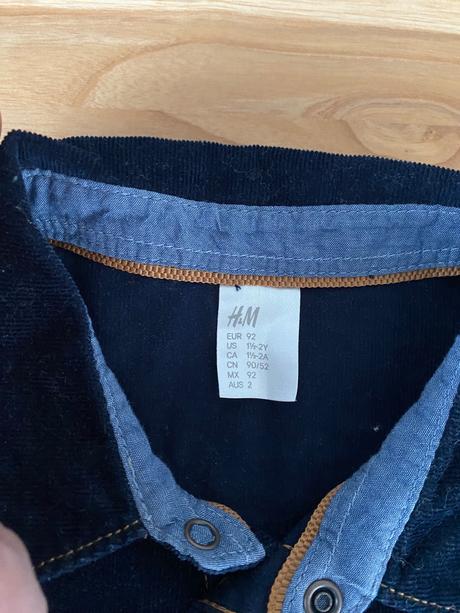 H&M
EUR 92
US 1½-2Y
CA 1½-2A
CN 90/52
MX 92
AUS 2